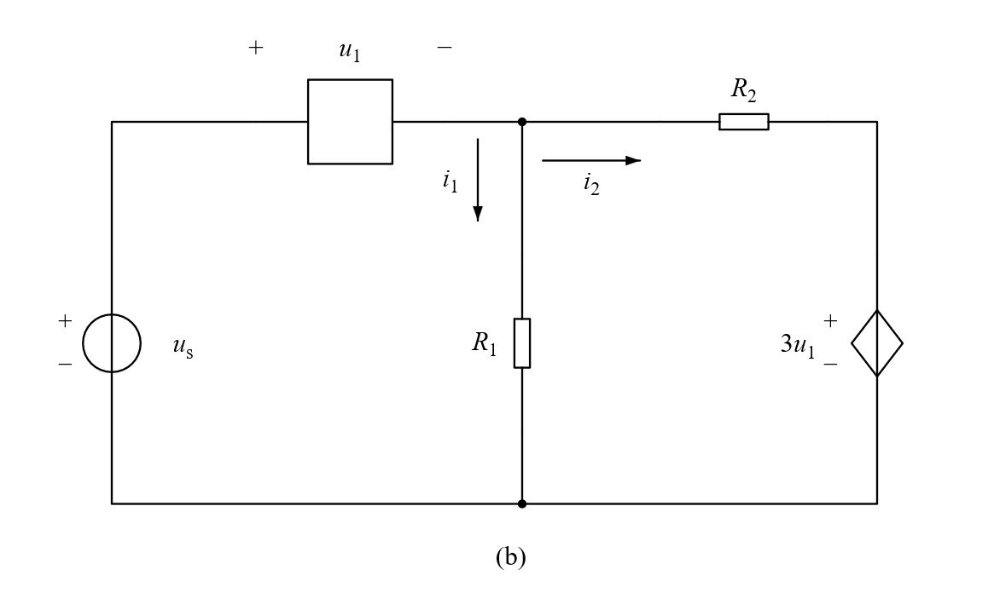 + u₁ −
R₂
i₁
i₂
+
−
uₛ
R₁
3u₁
+
−
(b)